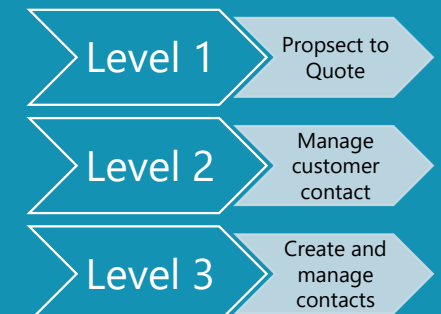 Level 1
Propsect to
Quote
Level 2
Manage
customer
contact
Level 3
Create and
manage
contacts